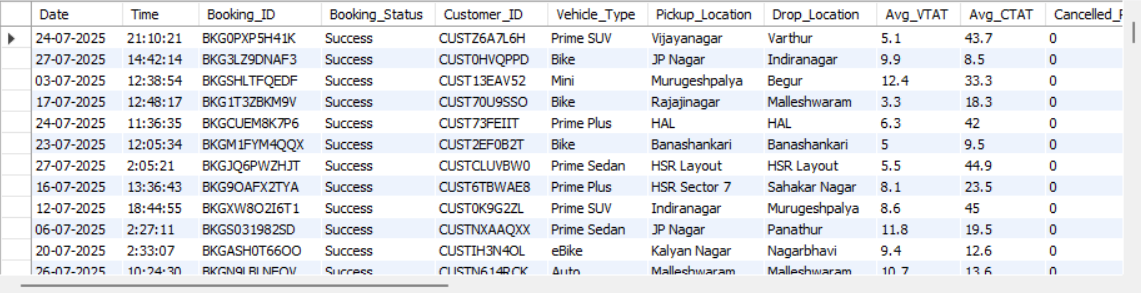 Date Time Booking_ID Booking_Status Customer_ID Vehicle_Type Pickup_Location Drop_Location Avg_VTAT Avg_CTAT
24-07-2025 21:10:21 BKG0PXP5H41K Success CUSTZ6A7L6H Prime SUV Vijayanagar Varthur 5.1 43.7 0
27-07-2025 14:42:14 BKG3LZ9DNAF3 Success CUST0HVQPPD Bike JP Nagar Indiranagar 9.9 8.5 0
03-07-2025 12:38:54 BKGSHLTFQEDF Success CUST13EAV52 Mini Murugeshpalya Begur 12.4 33.3 0
17-07-2025 12:48:17 BKG1T3ZBKM9V Success CUST70U9SSO Bike Rajajinagar Malleshwaram 3.3 18.3 0
24-07-2025 11:36:35 BKGCUEM8K7P6 Success CUST73FEIIT Prime Plus HAL HAL 6.3 42 0
23-07-2025 12:05:34 BKGM1FYM4QQX Success CUST2EF0B2T Bike Banashankari Banashankari 5 9.5 0
27-07-2025 2:05:21 BKGJQ6PWZHJT Success CUSTCLUVBW0 Prime Sedan HSR Layout HSR Layout 5.5 44.9 0
16-07-2025 13:36:43 BKG9OAFX2TYA Success CUST6TBWAE8 Prime Plus HSR Sector 7 Sahakar Nagar 8.1 23.5 0
12-07-2025 18:44:55 BKGXW8O2I6T1 Success CUST0K9G2ZL Prime SUV Indiranagar Murugeshpalya 8.6 45 0
06-07-2025 2:27:11 BKGS031982SD Success CUSTNXAAQXX Prime Sedan JP Nagar Panathur 11.8 19.5 0
20-07-2025 2:33:07 BKGASH0T66OO Success CUSTIH3N4OL eBike Kalyan Nagar Nagarbhavi 9.4 12.6 0
26-07-2025 10:24:30 Success Auto Malleshwaram Malleshwaram 10.7 13.6 0